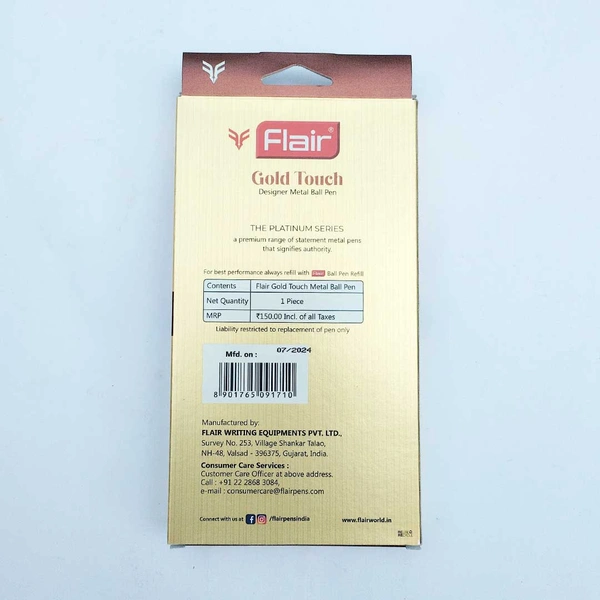 Flair®
Gold Touch
Designer Metal Ball Pen
THE PLATINUM SERIES
a premium range of statement metal pens
that signifies authority.
For best performance always refill with Flair Ball Pen Refill
Contents Flair Gold Touch Metal Ball Pen
Net Quantity 1 Piece
MRP ₹150.00 Incl. of all Taxes
Liability restricted to replacement of pen only
Mfd. on : 07/2024
8 901765 091710
Manufactured by:
FLAIR WRITING EQUIPMENTS PVT. LTD.,
Survey No. 253, Village Shankar Talao,
NH-48, Valsad - 396375, Gujarat, India.
Consumer Care Services :
Customer Care Officer at above address.
Call : +91 22 2868 3084,
e-mail : consumercare@flairpens.com
Connect with us at /flairpensindia www.flairworld.in